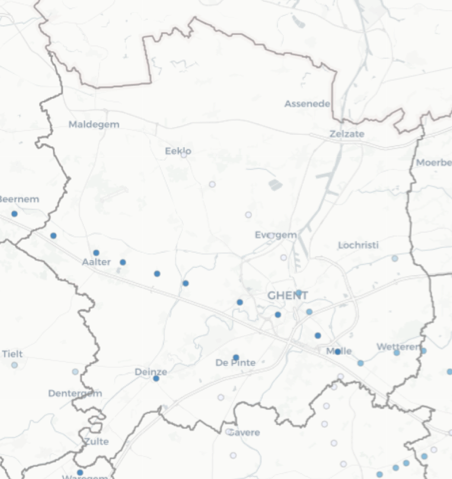 Assenede
Maldegem
Zelzate
Eeklo
Moerbe
Beernem
Evergem
Lochristi
Aalter
GHENT
Tielt
Melle
Wetteren
De Pinte
Deinze
Dentergem
Zulte
Gavere
Waregem